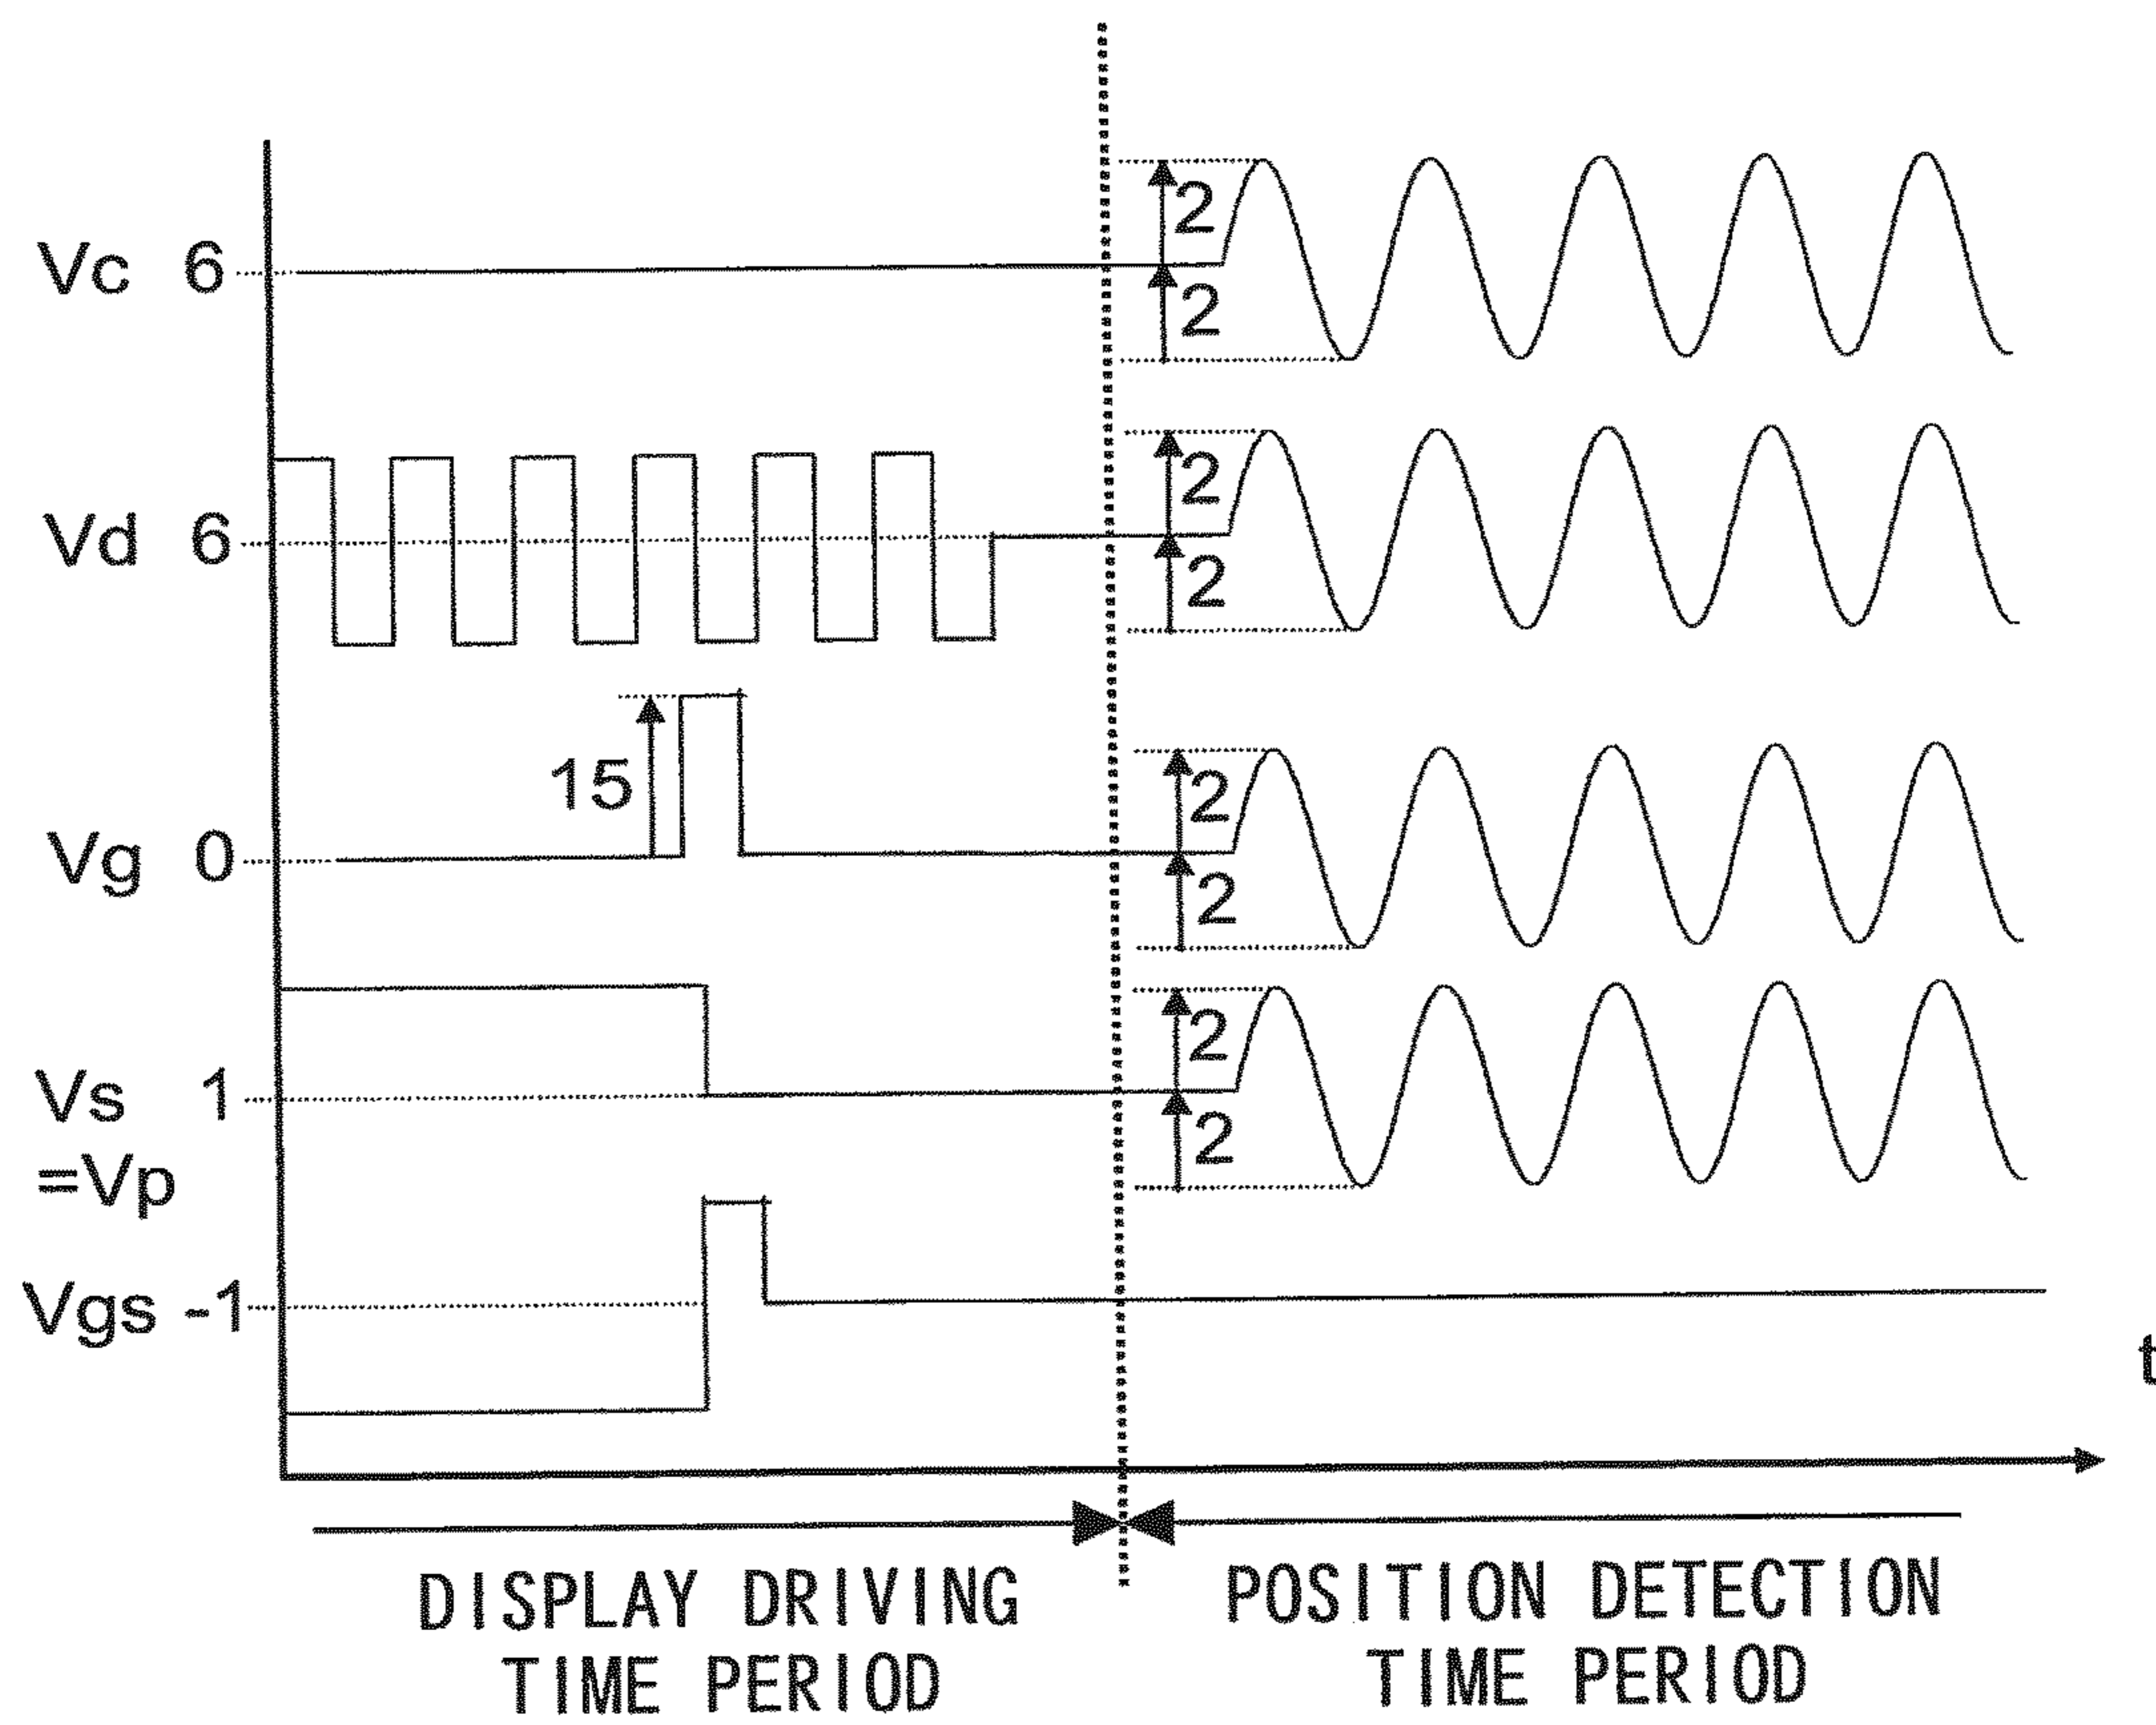 Vc 6
2
2
Vd 6
2
2
15
Vg 0
2
2
Vs 1
=Vp
2
2
Vgs -1
t
DISPLAY DRIVING
TIME PERIOD
POSITION DETECTION
TIME PERIOD